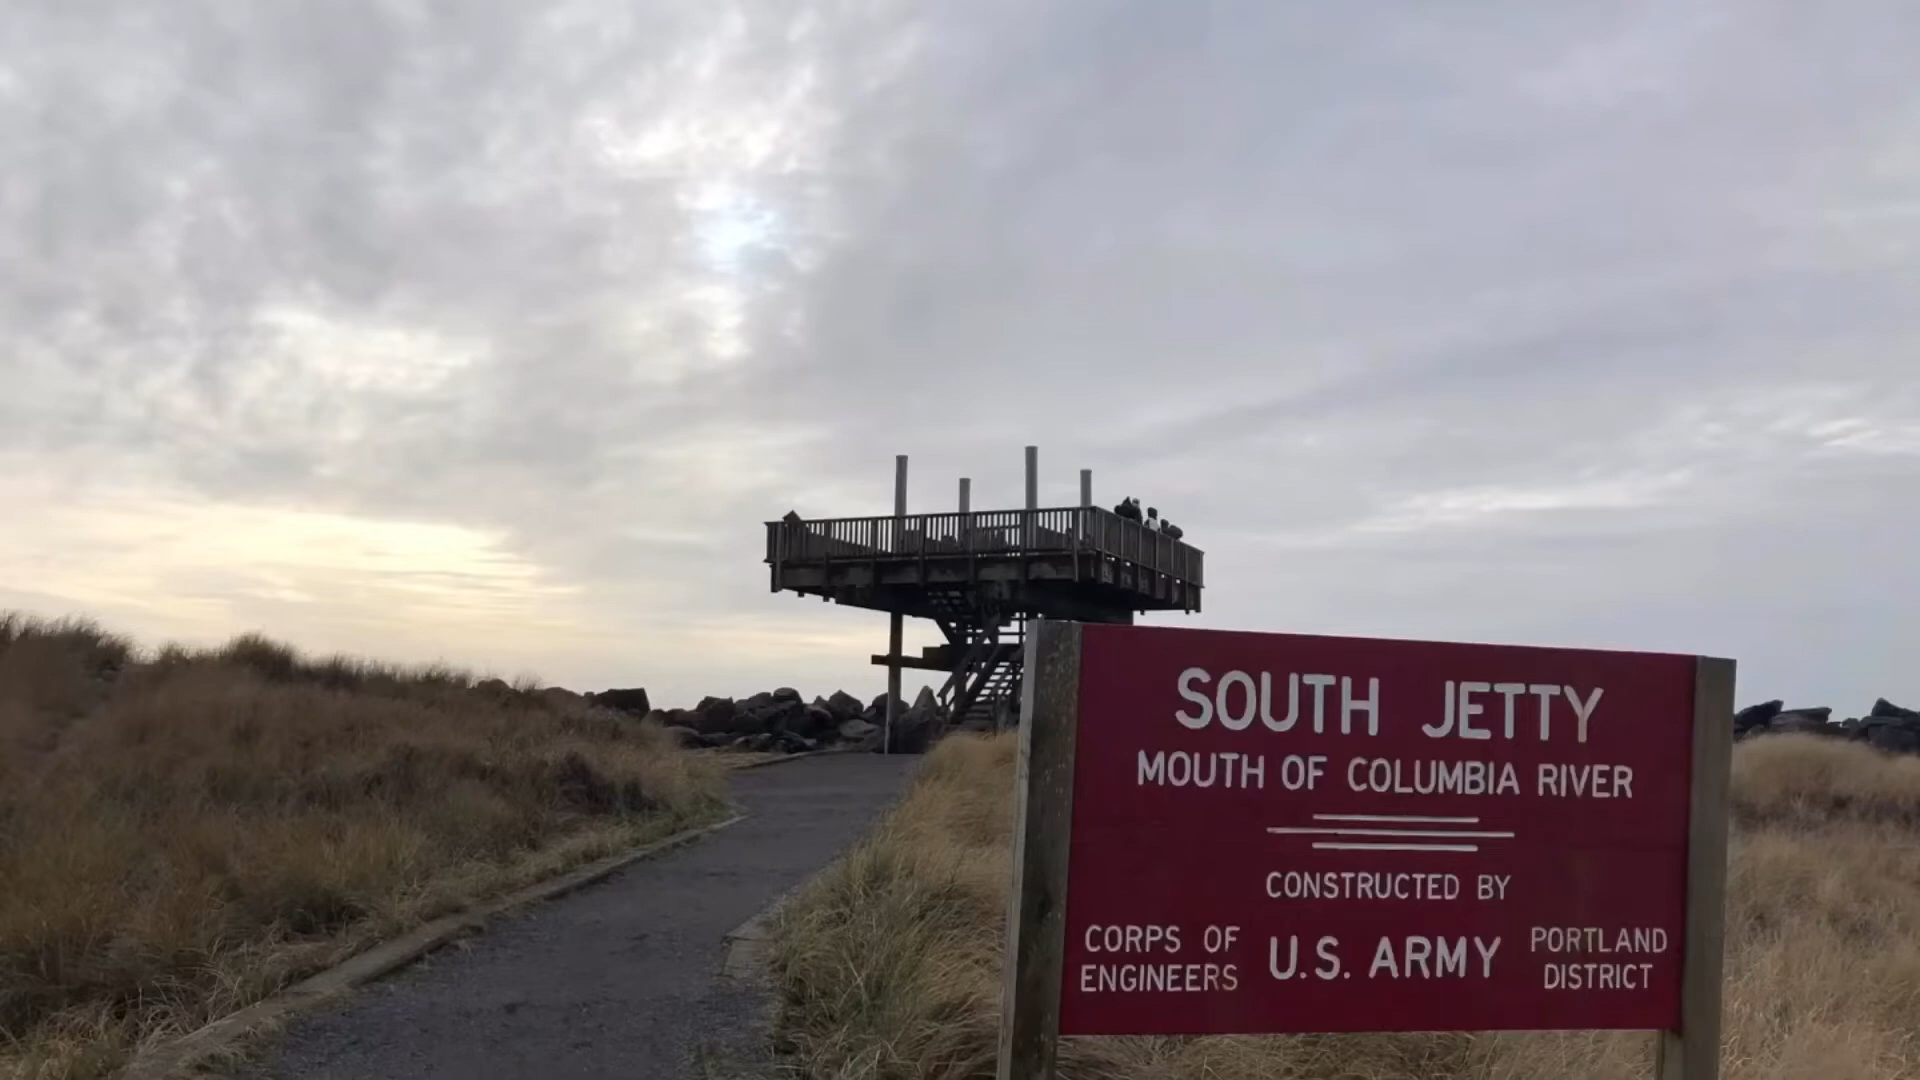 SOUTH JETTY
MOUTH OF COLUMBIA RIVER
CONSTRUCTED BY
CORPS OF
ENGINEERS
U.S. ARMY
PORTLAND
DISTRICT